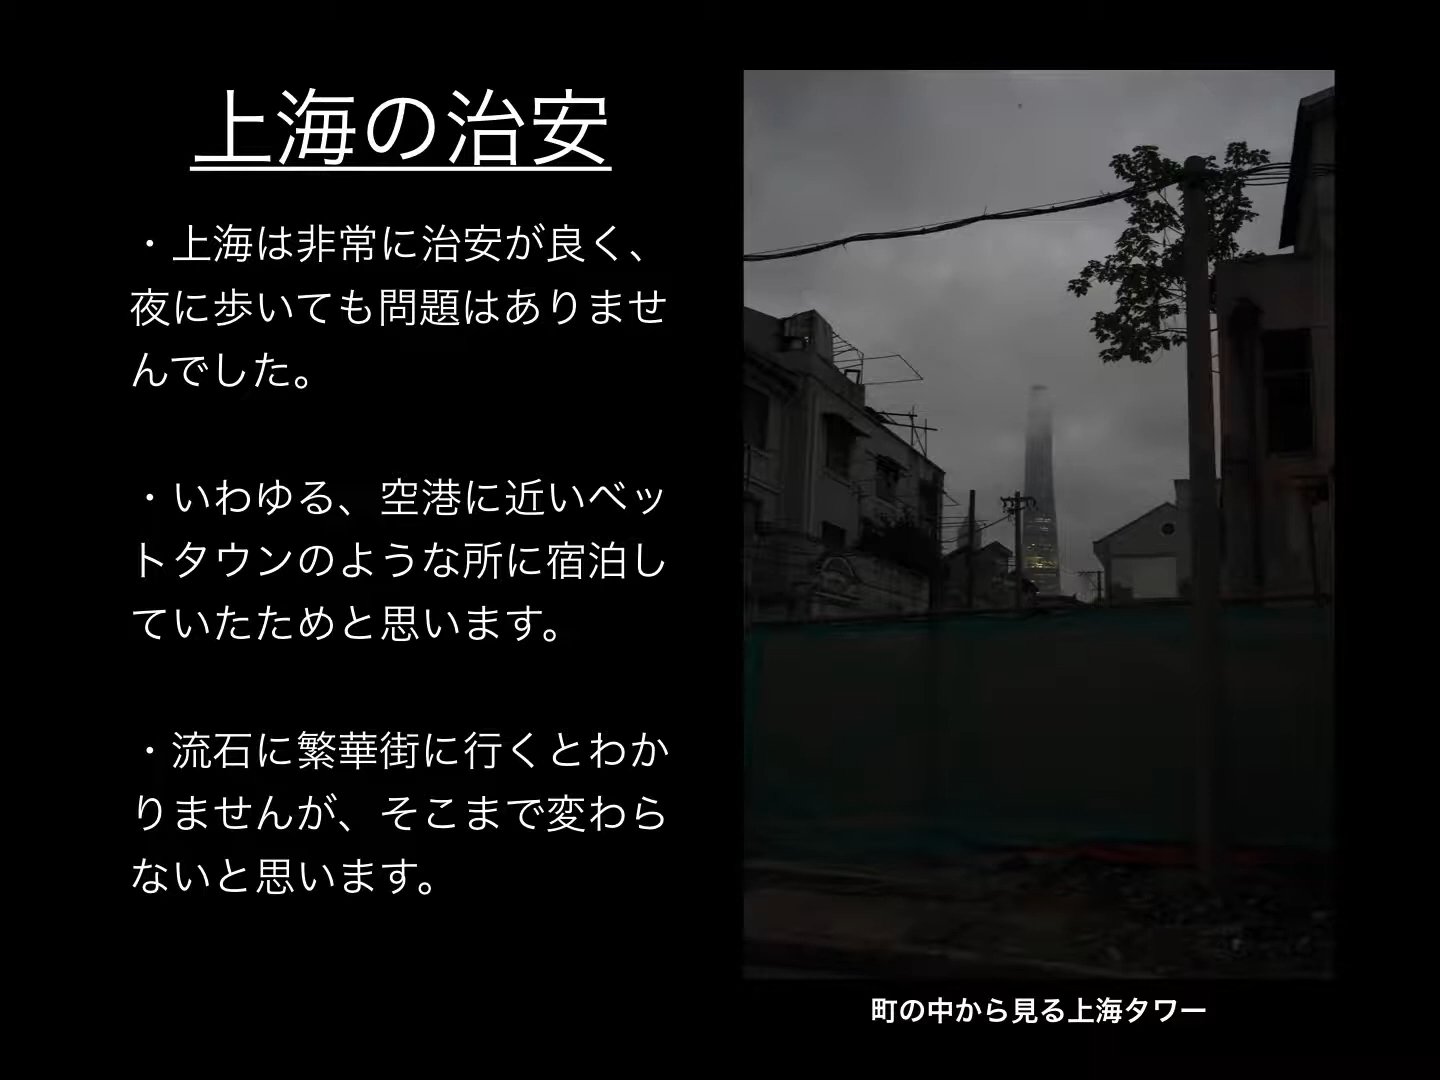 上海の治安
・上海は非常に治安が良く、
夜に歩いても問題はありませ
んでした。
・いわゆる、空港に近いベッ
トタウンのような所に宿泊し
ていたためと思います。
・流石に繁華街に行くとわか
りませんが、そこまで変わら
ないと思います。
町の中から見る上海タワー